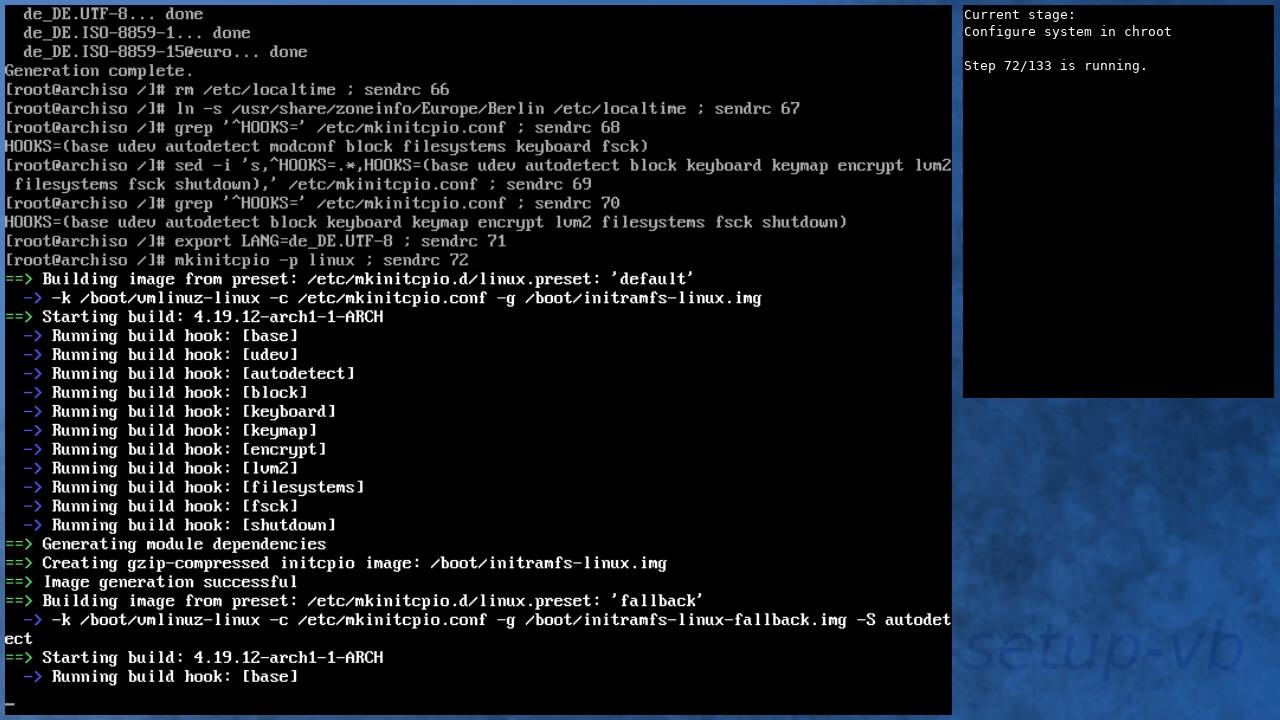 de_DE.UTF-8... done
de_DE.ISO-8859-1... done
de_DE.ISO-8859-15@euro... done
Generation complete.
[root@archiso /]# rm /etc/localtime ; sendrc 66
[root@archiso /]# ln -s /usr/share/zoneinfo/Europe/Berlin /etc/localtime ; sendrc 67
[root@archiso /]# grep '^HOOKS=' /etc/mkinitcpio.conf ; sendrc 68
HOOKS=(base udev autodetect modconf block filesystems keyboard fsck)
[root@archiso /]# sed -i 's,^HOOKS=.*,HOOKS=(base udev autodetect block keyboard keymap encrypt lvm2
 filesystems fsck shutdown),' /etc/mkinitcpio.conf ; sendrc 69
[root@archiso /]# grep '^HOOKS=' /etc/mkinitcpio.conf ; sendrc 70
HOOKS=(base udev autodetect block keyboard keymap encrypt lvm2 filesystems fsck shutdown)
[root@archiso /]# export LANG=de_DE.UTF-8 ; sendrc 71
[root@archiso /]# mkinitcpio -p linux ; sendrc 72
==> Building image from preset: /etc/mkinitcpio.d/linux.preset: 'default'
  -> -k /boot/vmlinuz-linux -c /etc/mkinitcpio.conf -g /boot/initramfs-linux.img
==> Starting build: 4.19.12-arch1-1-ARCH
  -> Running build hook: [base]
  -> Running build hook: [udev]
  -> Running build hook: [autodetect]
  -> Running build hook: [block]
  -> Running build hook: [keyboard]
  -> Running build hook: [keymap]
  -> Running build hook: [encrypt]
  -> Running build hook: [lvm2]
  -> Running build hook: [filesystems]
  -> Running build hook: [fsck]
  -> Running build hook: [shutdown]
==> Generating module dependencies
==> Creating gzip-compressed initcpio image: /boot/initramfs-linux.img
==> Image generation successful
==> Building image from preset: /etc/mkinitcpio.d/linux.preset: 'fallback'
  -> -k /boot/vmlinuz-linux -c /etc/mkinitcpio.conf -g /boot/initramfs-linux-fallback.img -S autodet
ect
==> Starting build: 4.19.12-arch1-1-ARCH
  -> Running build hook: [base]
_
Current stage:
Configure system in chroot
Step 72/133 is running.
setup-vb